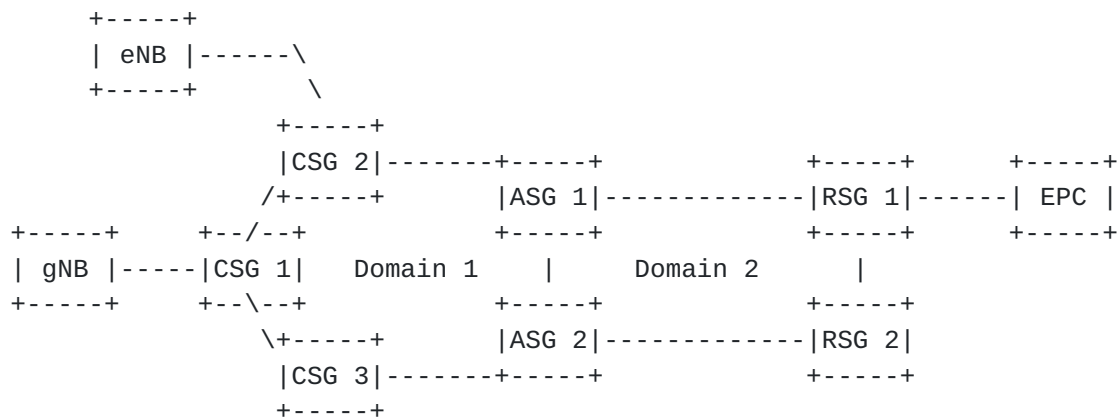 +-----+
     | eNB |------\
     +-----+       \
                 +-----+
                 |CSG 2|-------+-----+             +-----+      +-----+
                /+-----+       |ASG 1|-------------|RSG 1|------| EPC |
+-----+     +--/--+            +-----+             +-----+      +-----+
| gNB |-----|CSG 1|   Domain 1    |     Domain 2      |
+-----+     +--\--+            +-----+             +-----+
                \+-----+       |ASG 2|-------------|RSG 2|
                 |CSG 3|-------+-----+             +-----+
                 +-----+